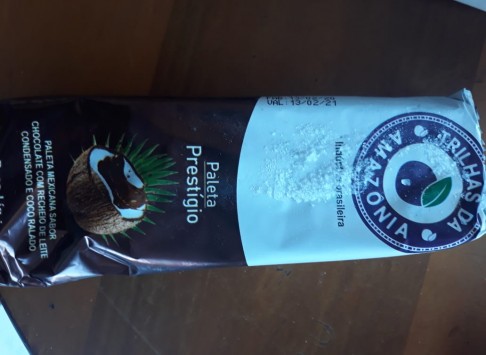 VAL: 13/02/21
TRILHAS DA
AMAZÔNIA
Paleta
Prestígio
PALETA MEXICANA SABOR
CHOCOLATE COM RECHEIO DE LEITE
CONDENSADO E COCO RALADO